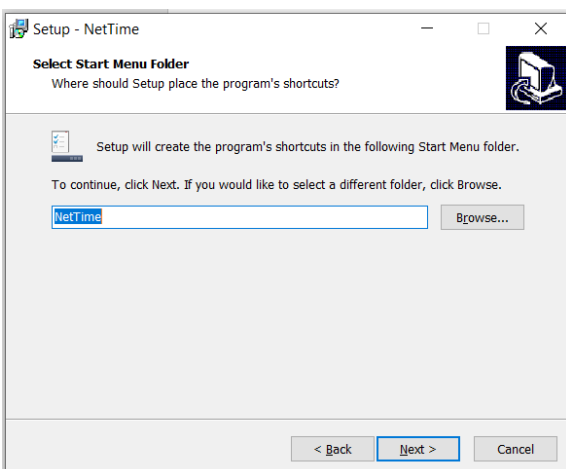 Setup - NetTime
Select Start Menu Folder
Where should Setup place the program's shortcuts?
Setup will create the program's shortcuts in the following Start Menu folder.
To continue, click Next. If you would like to select a different folder, click Browse.
NetTime
Browse...
< Back
Next >
Cancel